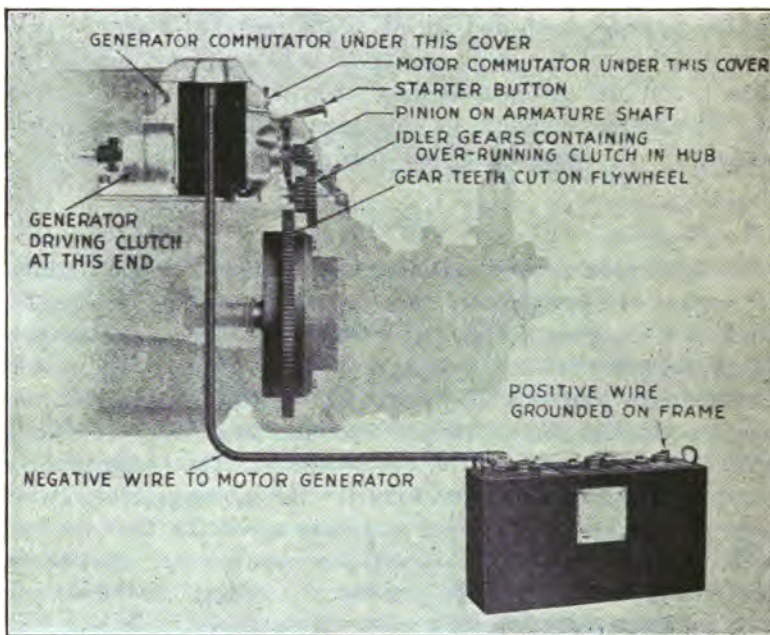 GENERATOR COMMUTATOR UNDER THIS COVER
MOTOR COMMUTATOR UNDER THIS COVER
STARTER BUTTON
PINION ON ARMATURE SHAFT
IDLER GEARS CONTAINING
OVER-RUNNING CLUTCH IN HUB
GEAR TEETH CUT ON FLYWHEEL
GENERATOR
DRIVING CLUTCH
AT THIS END
POSITIVE WIRE
GROUNDED ON FRAME
NEGATIVE WIRE TO MOTOR GENERATOR